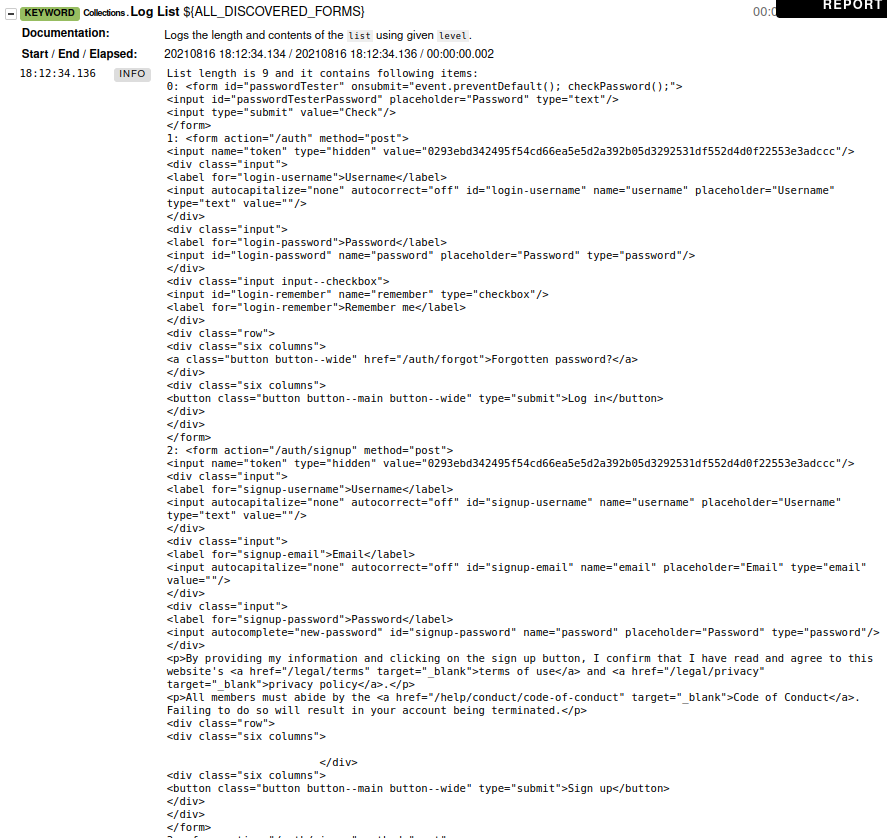 KEYWORD Collections.Log List ${ALL_DISCOVERED_FORMS} 00:0
REPORT
Documentation: Logs the length and contents of the list using given level.
Start / End / Elapsed: 20210816 18:12:34.134 / 20210816 18:12:34.136 / 00:00:00.002
18:12:34.136 INFO List length is 9 and it contains following items:
0: <form id="passwordTester" onsubmit="event.preventDefault(); checkPassword();">
<input id="passwordTesterPassword" placeholder="Password" type="text"/>
<input type="submit" value="Check"/>
</form>
1: <form action="/auth" method="post">
<input name="token" type="hidden" value="0293ebd342495f54cd66ea5e5d2a392b05d3292531df552d4d0f22553e3adccc"/>
<div class="input">
<label for="login-username">Username</label>
<input autocapitalize="none" autocorrect="off" id="login-username" name="username" placeholder="Username"
type="text" value=""/>
</div>
<div class="input">
<label for="login-password">Password</label>
<input id="login-password" name="password" placeholder="Password" type="password"/>
</div>
<div class="input input--checkbox">
<input id="login-remember" name="remember" type="checkbox"/>
<label for="login-remember">Remember me</label>
</div>
<div class="row">
<div class="six columns">
<a class="button button--wide" href="/auth/forgot">Forgotten password?</a>
</div>
<div class="six columns">
<button class="button button--main button--wide" type="submit">Log in</button>
</div>
</div>
</form>
2: <form action="/auth/signup" method="post">
<input name="token" type="hidden" value="0293ebd342495f54cd66ea5e5d2a392b05d3292531df552d4d0f22553e3adccc"/>
<div class="input">
<label for="signup-username">Username</label>
<input autocapitalize="none" autocorrect="off" id="signup-username" name="username" placeholder="Username"
type="text" value=""/>
</div>
<div class="input">
<label for="signup-email">Email</label>
<input autocapitalize="none" autocorrect="off" id="signup-email" name="email" placeholder="Email" type="email"
value=""/>
</div>
<div class="input">
<label for="signup-password">Password</label>
<input autocomplete="new-password" id="signup-password" name="password" placeholder="Password" type="password"/>
</div>
<p>By providing my information and clicking on the sign up button, I confirm that I have read and agree to this
website's <a href="/legal/terms" target="_blank">terms of use</a> and <a href="/legal/privacy"
target="_blank">privacy policy</a>.</p>
<p>All members must abide by the <a href="/help/conduct/code-of-conduct" target="_blank">Code of Conduct</a>.
Failing to do so will result in your account being terminated.</p>
<div class="row">
<div class="six columns">
</div>
<div class="six columns">
<button class="button button--main button--wide" type="submit">Sign up</button>
</div>
</div>
</form>